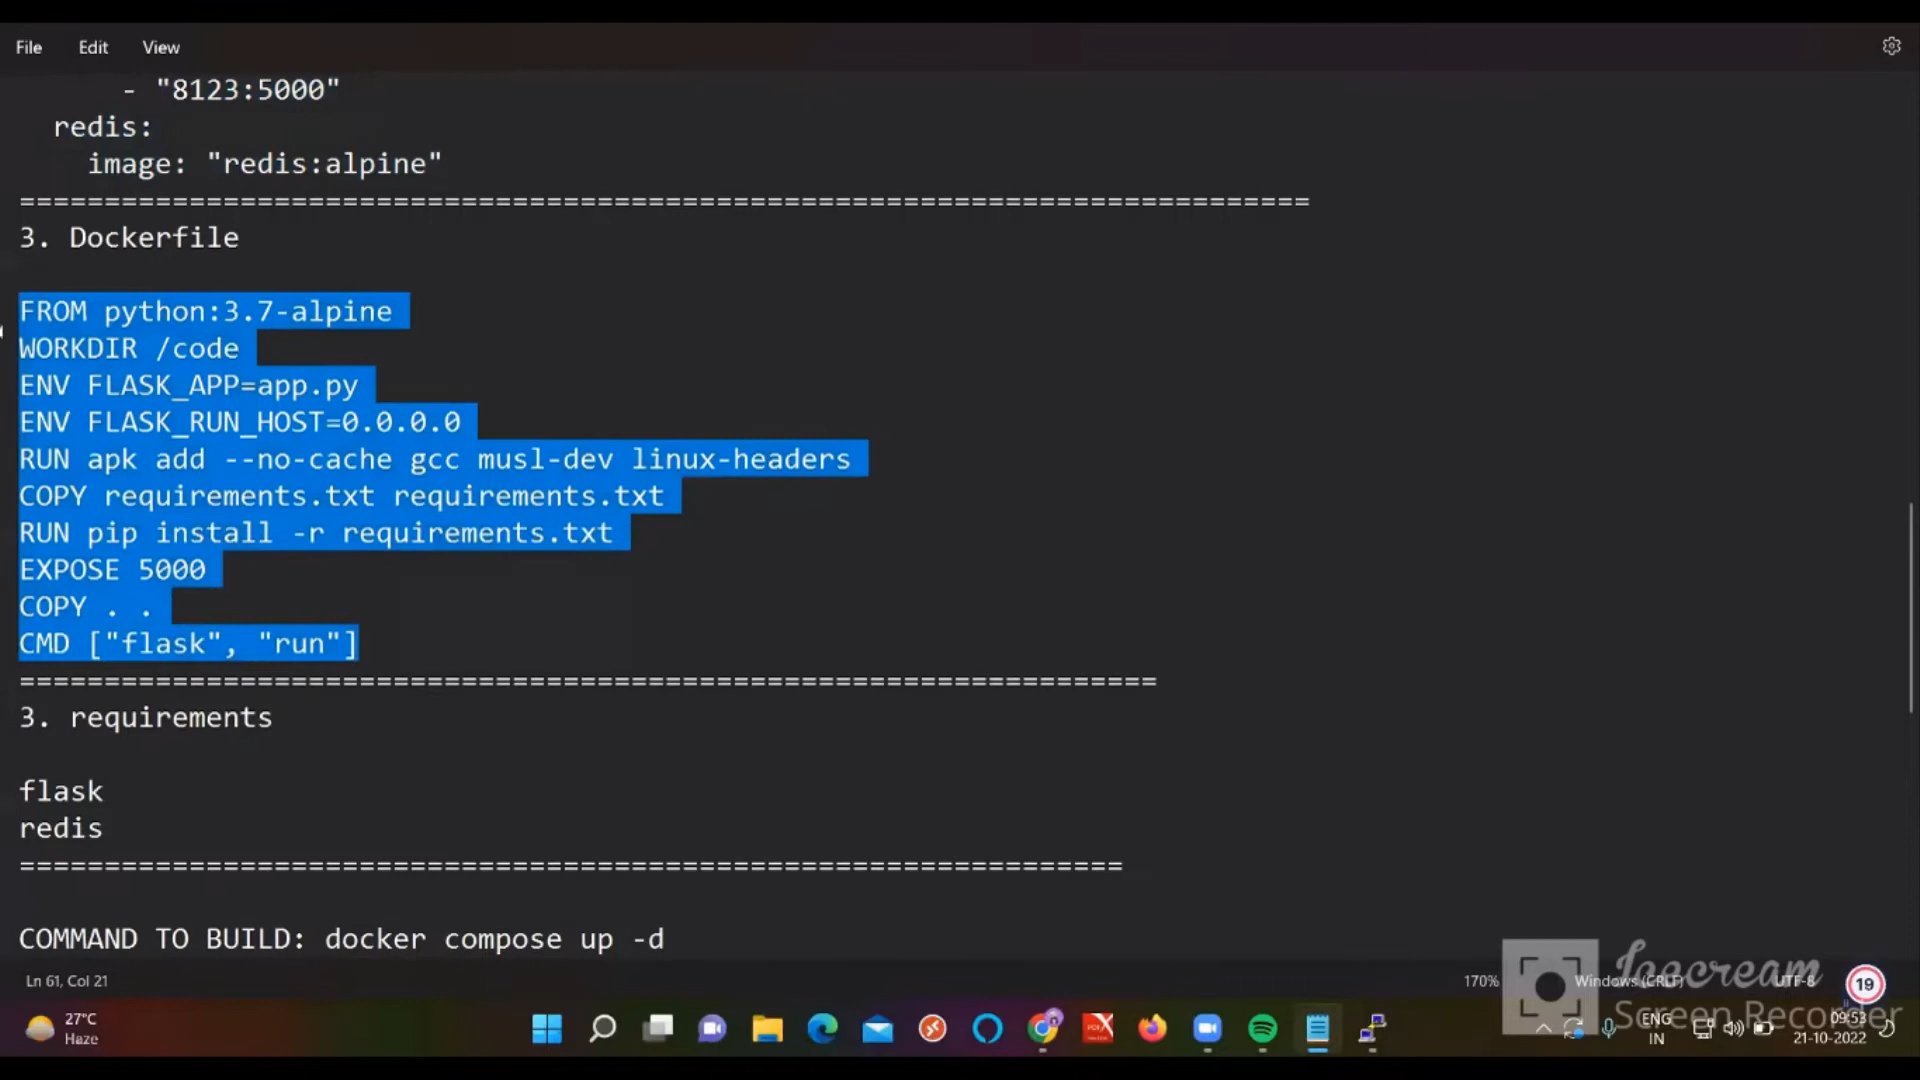 File Edit View
- "8123:5000"
redis:
image: "redis:alpine"
============================================================================
3. Dockerfile
FROM python:3.7-alpine
WORKDIR /code
ENV FLASK_APP=app.py
ENV FLASK_RUN_HOST=0.0.0.0
RUN apk add --no-cache gcc musl-dev linux-headers
COPY requirements.txt requirements.txt
RUN pip install -r requirements.txt
EXPOSE 5000
COPY . .
CMD ["flask", "run"]
===================================================================
3. requirements
flask
redis
=================================================================
COMMAND TO BUILD: docker compose up -d
Ln 61, Col 21 170% Windows (CRLF) UTF-8
Icecream
Screen Recorder
19
27°C
Haze
ENG
IN
09:53
21-10-2022